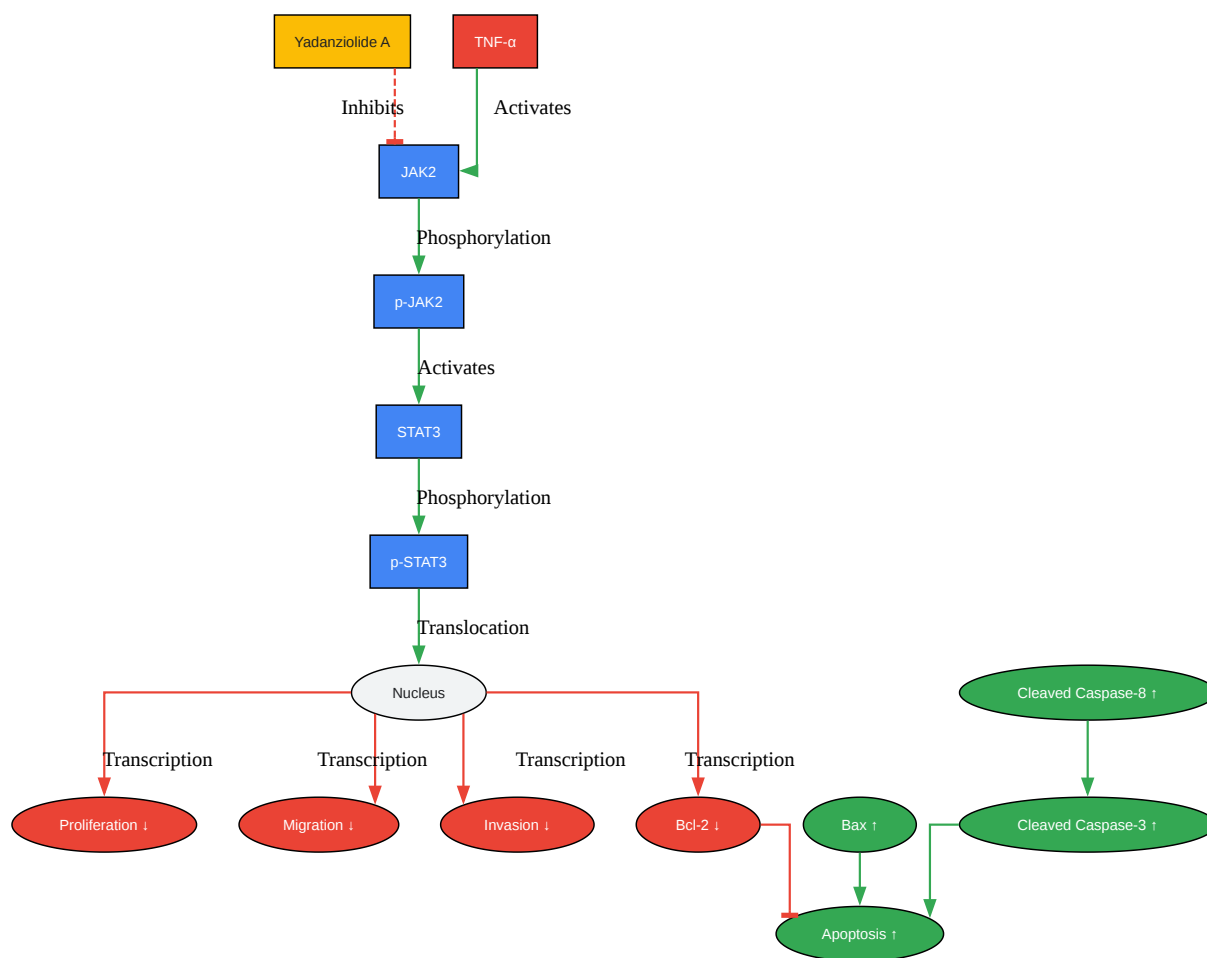 Yadanziolide A
TNF-α
Inhibits
Activates
JAK2
Phosphorylation
p-JAK2
Activates
STAT3
Phosphorylation
p-STAT3
Translocation
Nucleus
Cleaved Caspase-8 ↑
Transcription
Transcription
Transcription
Transcription
Proliferation ↓
Migration ↓
Invasion ↓
Bcl-2 ↓
Bax ↑
Cleaved Caspase-3 ↑
Apoptosis ↑